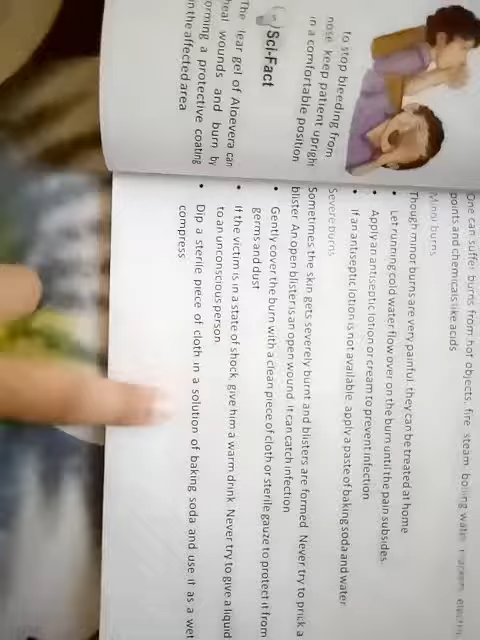 to stop bleeding from
nose keep patient upright
in a comfortable position
Sci-Fact
The clear gel of Aloevera can
heal wounds and burn by
forming a protective coating
in the affected area
One can suffer burns from hot objects, fire steam boiling water crackers electric
points and chemicals like acids
Minor burns
Though minor burns are very painful, they can be treated at home
• Let running cold water flow over on the burn until the pain subsides.
• Apply an antiseptic lotion or cream to prevent infection
• If an antiseptic lotion is not available, apply a paste of baking soda and water
Severe burns
Sometimes the skin gets severely burnt and blisters are formed Never try to prick a
blister. An open blister is an open wound It can catch infection
• Gently cover the burn with a clean piece of cloth or sterile gauze to protect it from
germs and dust
• If the victim is in a state of shock, give him a warm drink Never try to give a liquid
to an unconscious person
• Dip a sterile piece of cloth in a solution of baking soda and use it as a wet
compress